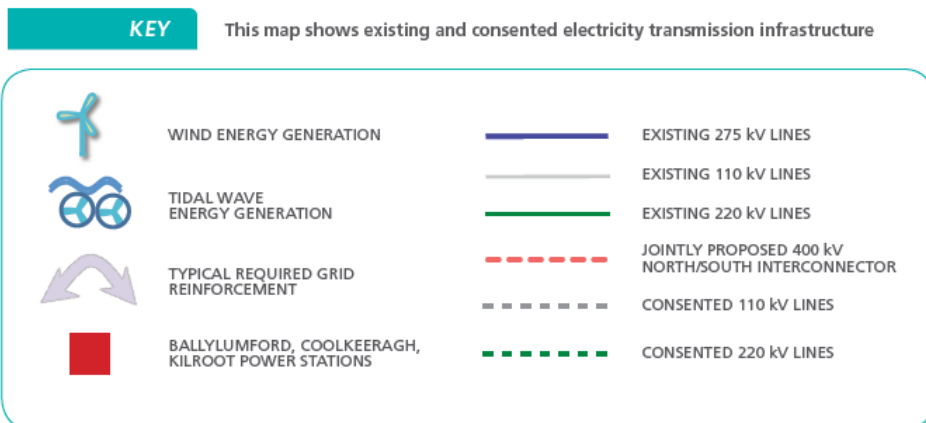 KEY
This map shows existing and consented electricity transmission infrastructure
WIND ENERGY GENERATION
TIDAL WAVE
ENERGY GENERATION
TYPICAL REQUIRED GRID
REINFORCEMENT
BALLYLUMFORD, COOLKEERAGH,
KILROOT POWER STATIONS
EXISTING 275 kV LINES
EXISTING 110 kV LINES
EXISTING 220 kV LINES
JOINTLY PROPOSED 400 kV
NORTH/SOUTH INTERCONNECTOR
CONSENTED 110 kV LINES
CONSENTED 220 kV LINES